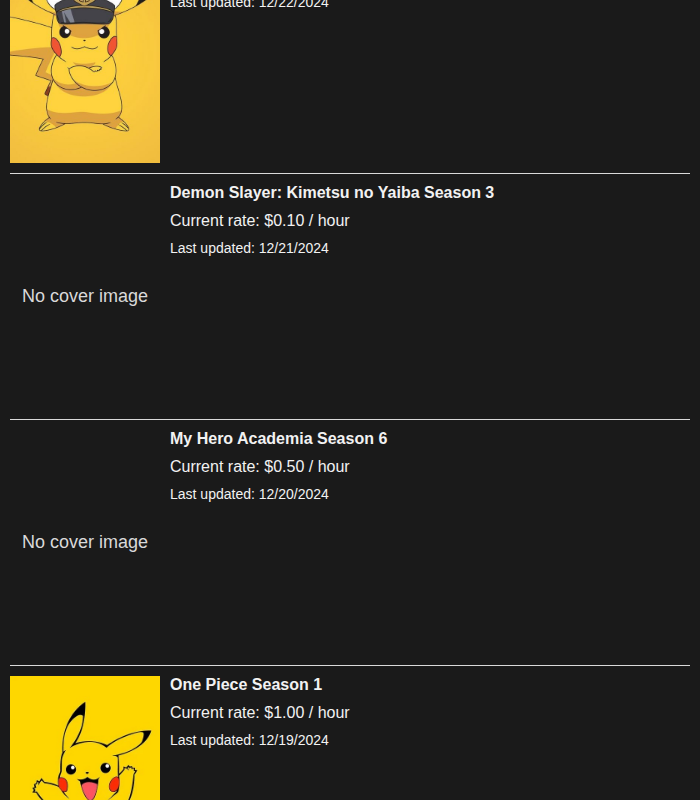 Last updated: 12/22/2024
Demon Slayer: Kimetsu no Yaiba Season 3
Current rate: $0.10 / hour
Last updated: 12/21/2024
No cover image
My Hero Academia Season 6
Current rate: $0.50 / hour
Last updated: 12/20/2024
No cover image
One Piece Season 1
Current rate: $1.00 / hour
Last updated: 12/19/2024